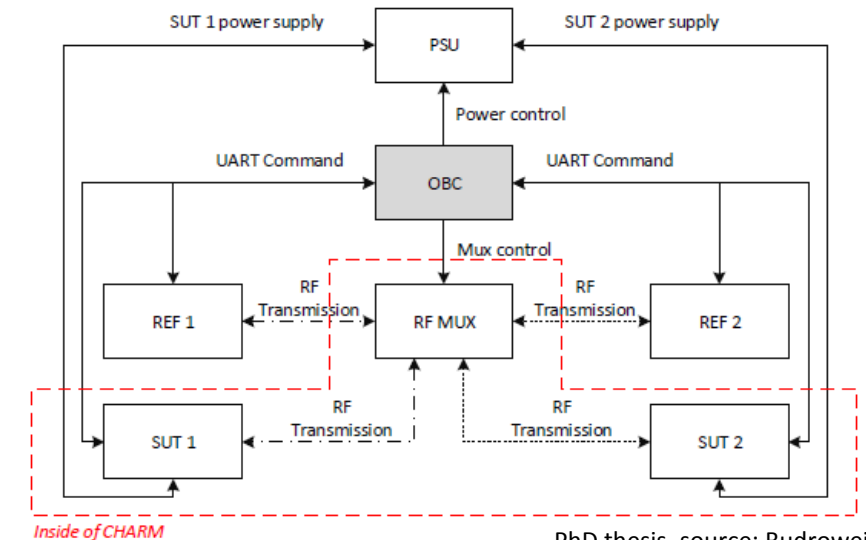 SUT 1 power supply
PSU
SUT 2 power supply
Power control
UART Command
OBC
UART Command
Mux control
RF
Transmission
RF
Transmission
REF 1
RF MUX
REF 2
RF
Transmission
RF
Transmission
SUT 1
SUT 2
Inside of CHARM
PhD thesis, source: